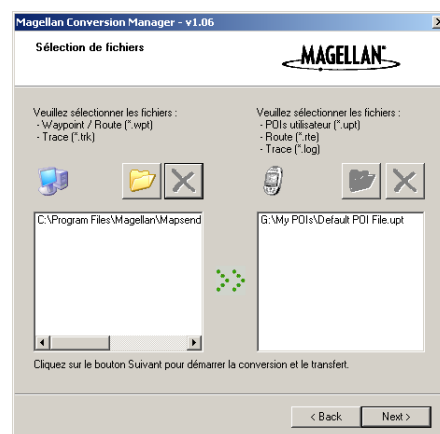 Magellan Conversion Manager - v1.06
Sélection de fichiers
MAGELLAN
Veuillez sélectionner les fichiers :
- Waypoint / Route (*.wpt)
- Trace (*.trk)
Veuillez sélectionner les fichiers :
- POIs utilisateur (*.upt)
- Route (*.rte)
- Trace (*.log)
C:\Program Files\Magellan\Mapsend
G:\My POIs\Default POI File.upt
Cliquez sur le bouton Suivant pour démarrer la conversion et le transfert.
< Back
Next >